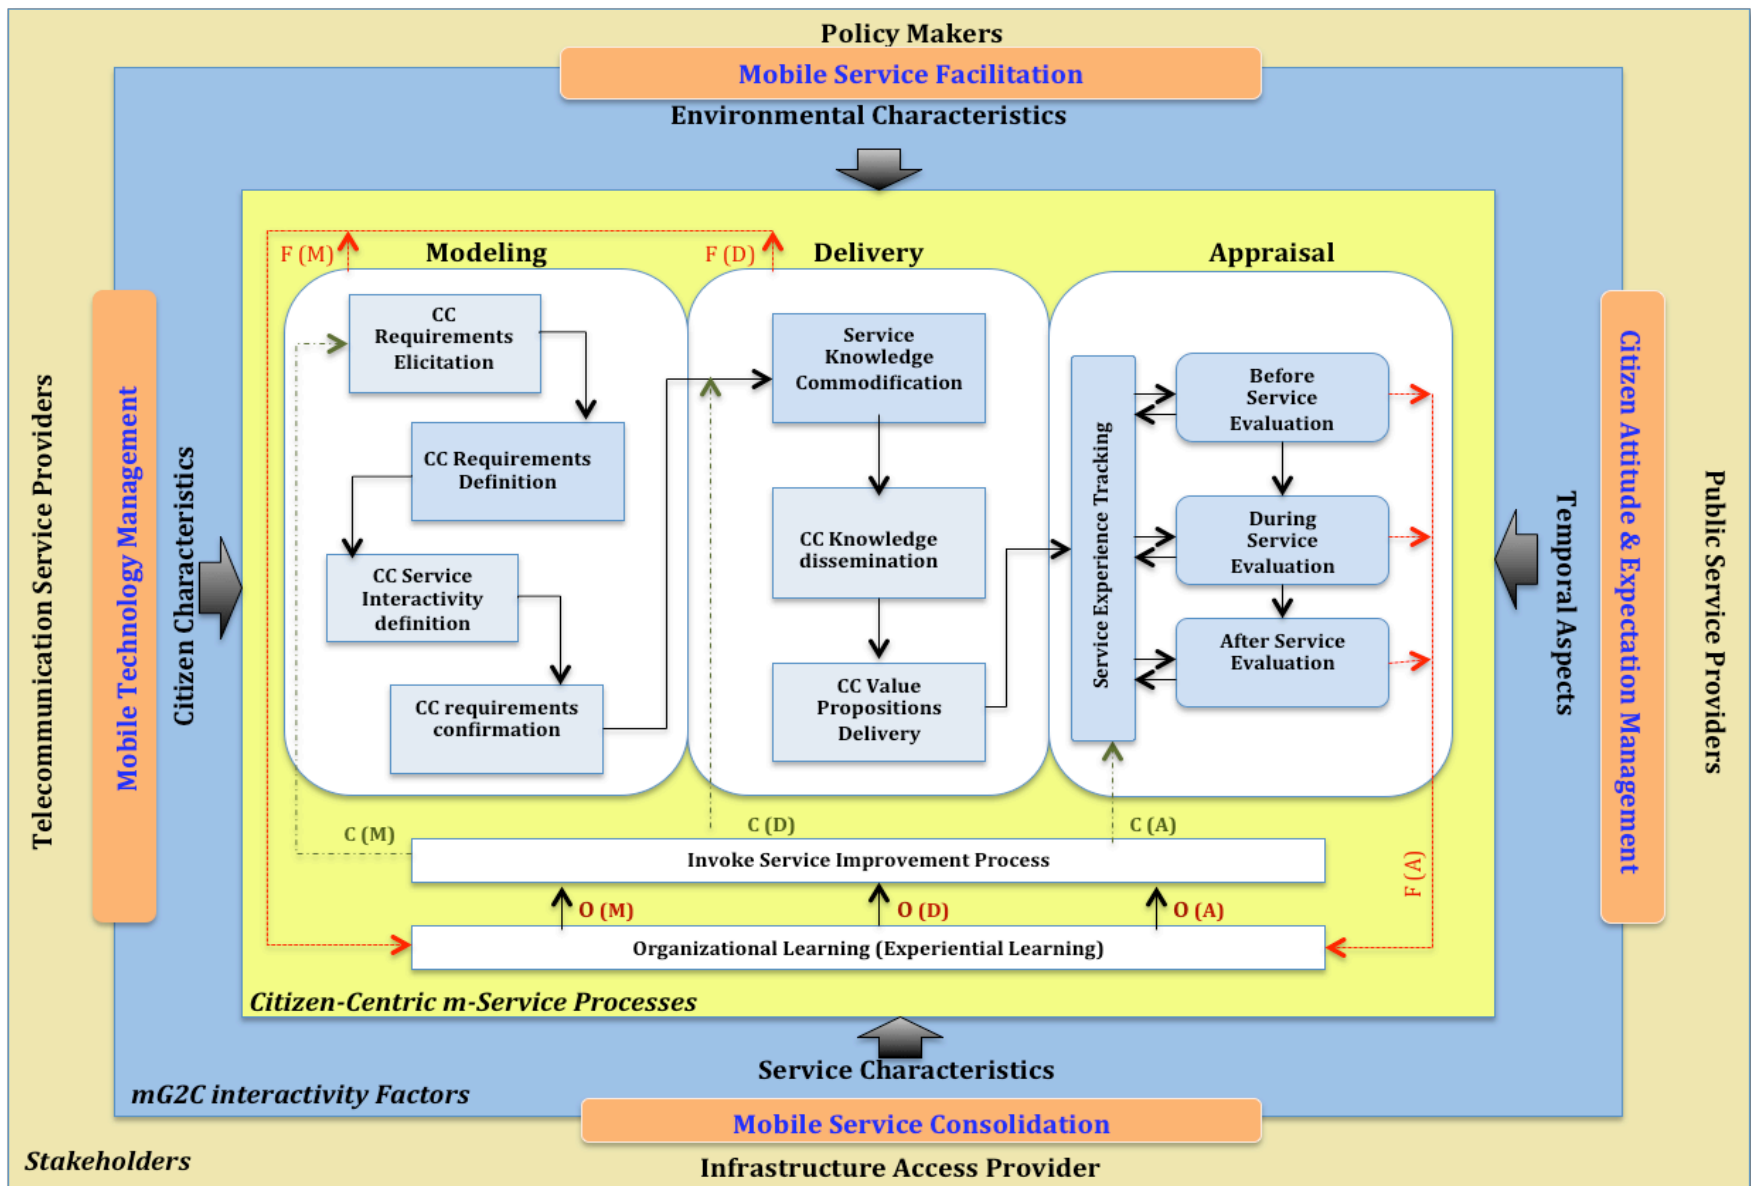 Policy Makers
Mobile Service Facilitation
Environmental Characteristics
Telecommunication Service Providers
Mobile Technology Management
Citizen Characteristics
F (M)
Modeling
CC
Requirements
Elicitation
CC Requirements
Definition
CC Service
Interactivity
definition
CC requirements
confirmation
F (D)
Delivery
Service
Knowledge
Commodification
CC Knowledge
dissemination
CC Value
Propositions
Delivery
Appraisal
Service Experience Tracking
Before
Service
Evaluation
During
Service
Evaluation
After Service
Evaluation
C (M)
C (D)
C (A)
F (A)
Invoke Service Improvement Process
O (M)
O (D)
O (A)
Organizational Learning (Experiential Learning)
Citizen-Centric m-Service Processes
Temporal Aspects
Citizen Attitude & Expectation Management
Public Service Providers
Service Characteristics
mG2C interactivity Factors
Mobile Service Consolidation
Stakeholders
Infrastructure Access Provider